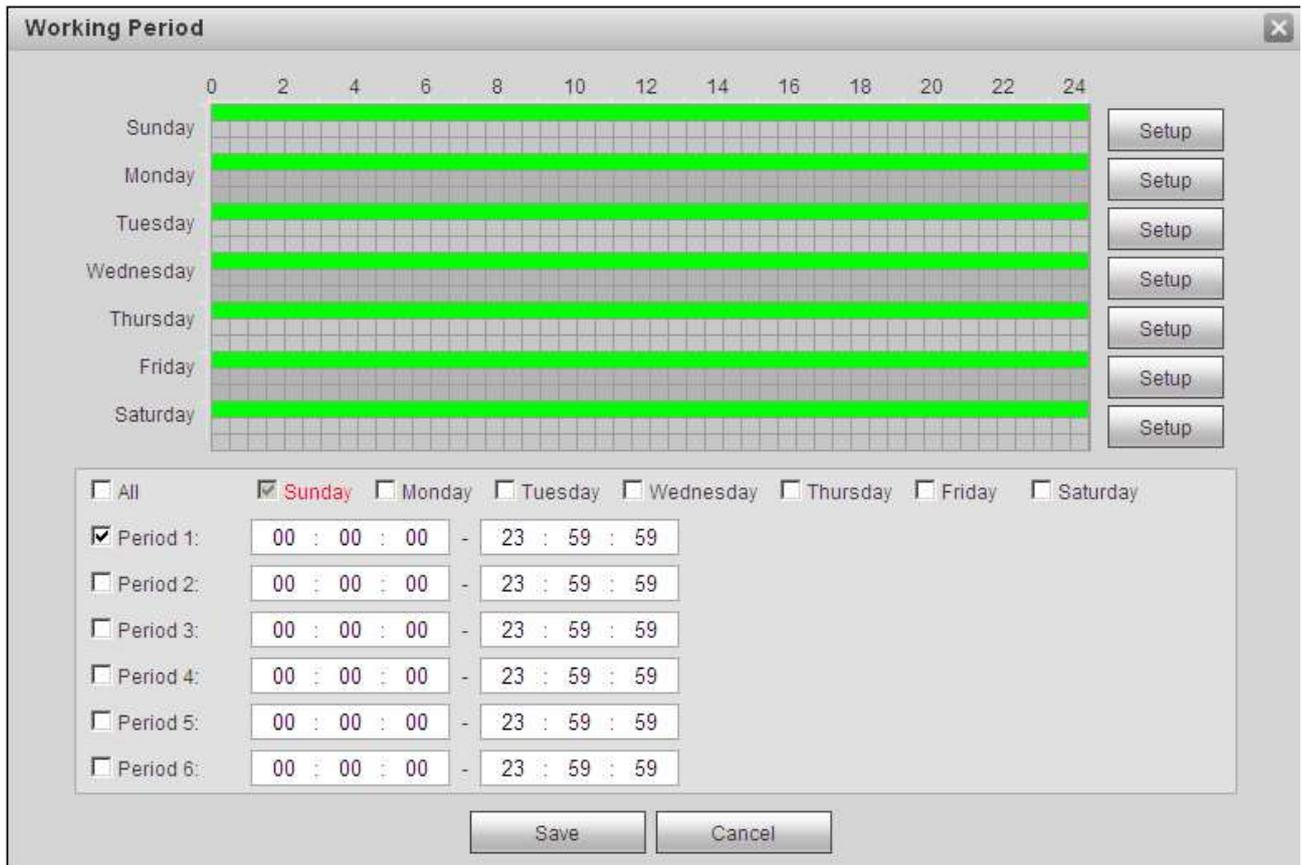 Working Period
0 2 4 6 8 10 12 14 16 18 20 22 24
Sunday Setup
Monday Setup
Tuesday Setup
Wednesday Setup
Thursday Setup
Friday Setup
Saturday Setup
All Sunday Monday Tuesday Wednesday Thursday Friday Saturday
Period 1: 00 : 00 : 00 - 23 : 59 : 59
Period 2: 00 : 00 : 00 - 23 : 59 : 59
Period 3: 00 : 00 : 00 - 23 : 59 : 59
Period 4: 00 : 00 : 00 - 23 : 59 : 59
Period 5: 00 : 00 : 00 - 23 : 59 : 59
Period 6: 00 : 00 : 00 - 23 : 59 : 59
Save Cancel